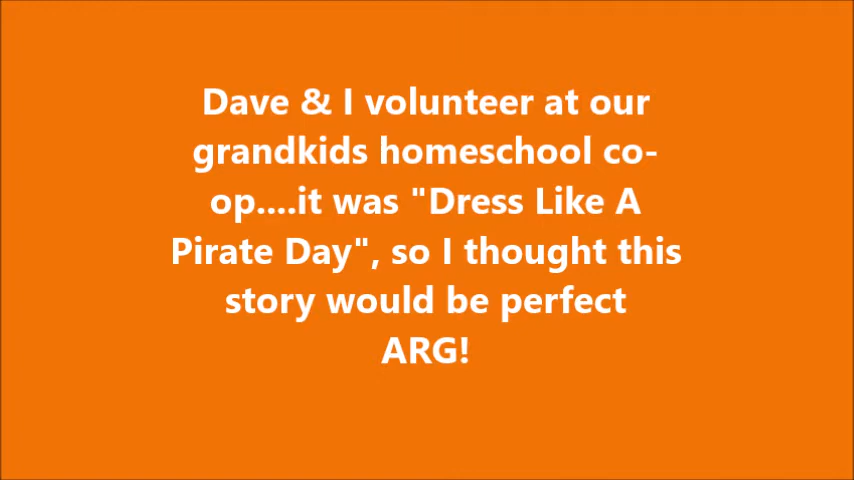 Dave & I volunteer at our
grandkids homeschool co-
op....it was "Dress Like A
Pirate Day", so I thought this
story would be perfect
ARG!